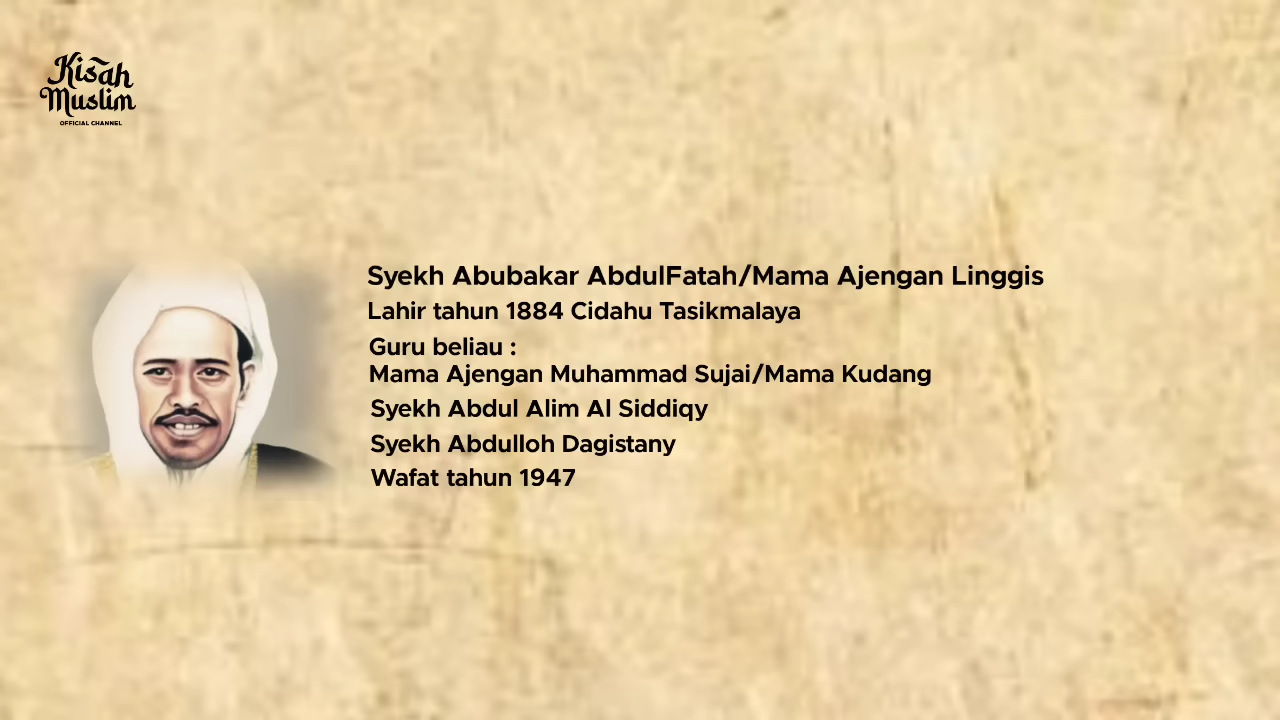 Kisah
Muslim
OFFICIAL CHANNEL
Syekh Abubakar AbdulFatah/Mama Ajengan Linggis
Lahir tahun 1884 Cidahu Tasikmalaya
Guru beliau :
Mama Ajengan Muhammad Sujai/Mama Kudang
Syekh Abdul Alim Al Siddiqy
Syekh Abdulloh Dagistany
Wafat tahun 1947